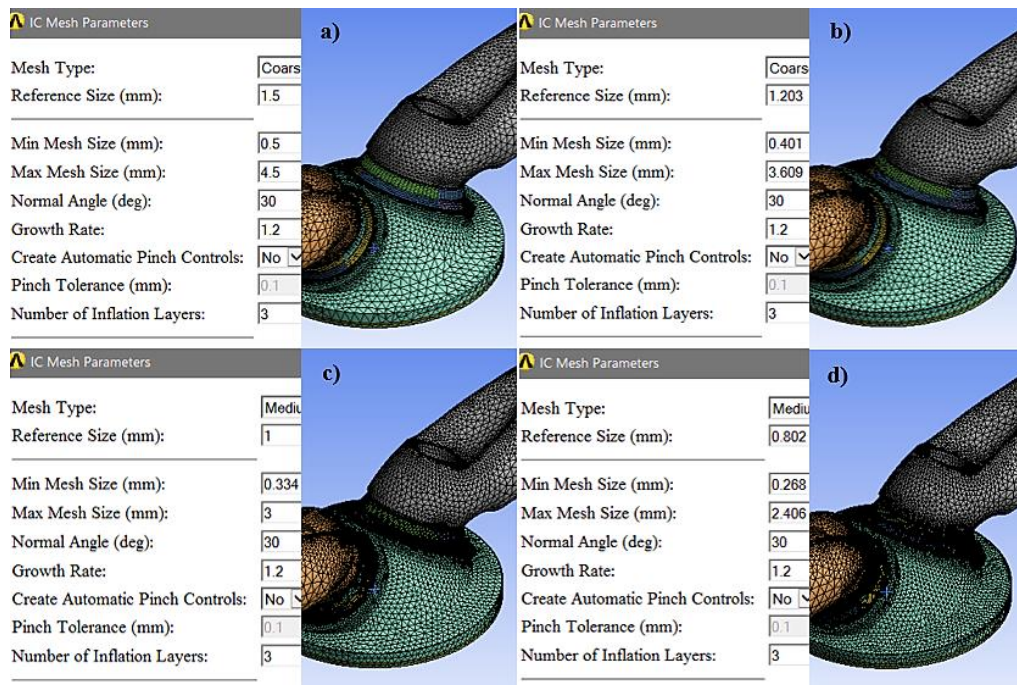 IC Mesh Parameters
a)
Mesh Type: Coars
Reference Size (mm): 1.5
Min Mesh Size (mm): 0.5
Max Mesh Size (mm): 4.5
Normal Angle (deg): 30
Growth Rate: 1.2
Create Automatic Pinch Controls: No
Pinch Tolerance (mm): 0.1
Number of Inflation Layers: 3
IC Mesh Parameters
b)
Mesh Type: Coars
Reference Size (mm): 1.203
Min Mesh Size (mm): 0.401
Max Mesh Size (mm): 3.609
Normal Angle (deg): 30
Growth Rate: 1.2
Create Automatic Pinch Controls: No
Pinch Tolerance (mm): 0.1
Number of Inflation Layers: 3
IC Mesh Parameters
c)
Mesh Type: Mediu
Reference Size (mm): 1
Min Mesh Size (mm): 0.334
Max Mesh Size (mm): 3
Normal Angle (deg): 30
Growth Rate: 1.2
Create Automatic Pinch Controls: No
Pinch Tolerance (mm): 0.1
Number of Inflation Layers: 3
IC Mesh Parameters
d)
Mesh Type: Mediu
Reference Size (mm): 0.802
Min Mesh Size (mm): 0.268
Max Mesh Size (mm): 2.406
Normal Angle (deg): 30
Growth Rate: 1.2
Create Automatic Pinch Controls: No
Pinch Tolerance (mm): 0.1
Number of Inflation Layers: 3